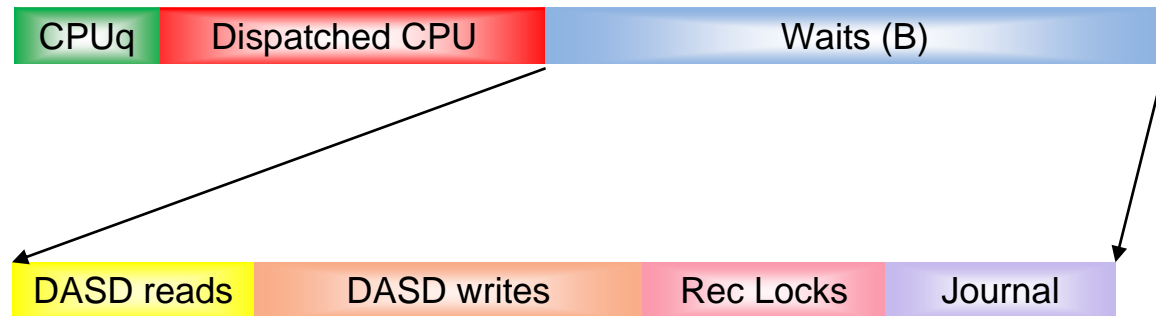 CPUq Dispatched CPU Waits (B)
DASD reads DASD writes Rec Locks Journal